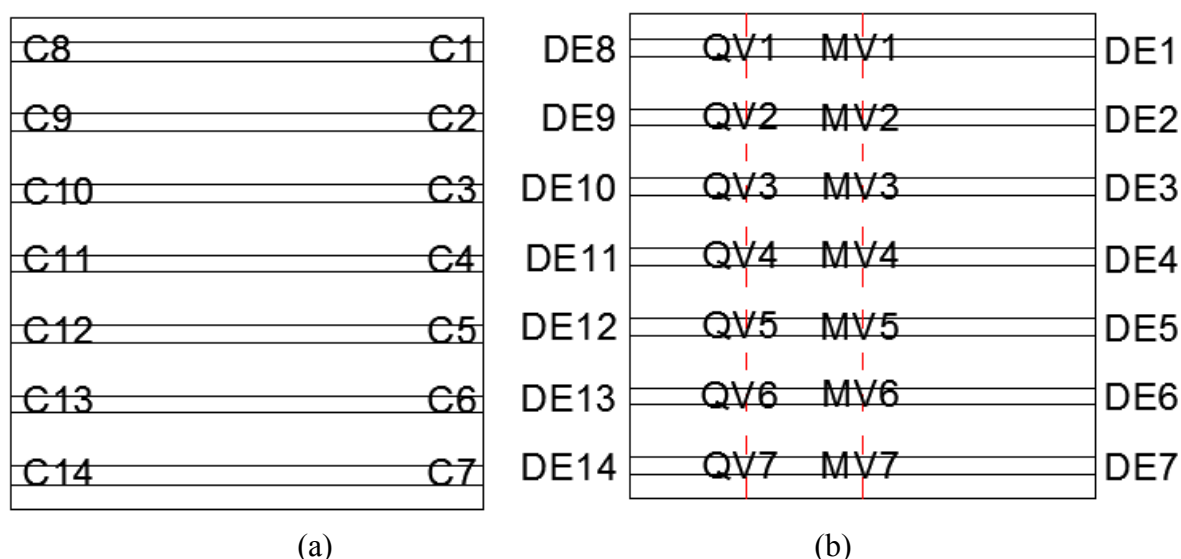 C8 C1
C9 C2
C10 C3
C11 C4
C12 C5
C13 C6
C14 C7
(a)
DE8 QV1 MV1 DE1
DE9 QV2 MV2 DE2
DE10 QV3 MV3 DE3
DE11 QV4 MV4 DE4
DE12 QV5 MV5 DE5
DE13 QV6 MV6 DE6
DE14 QV7 MV7 DE7
(b)